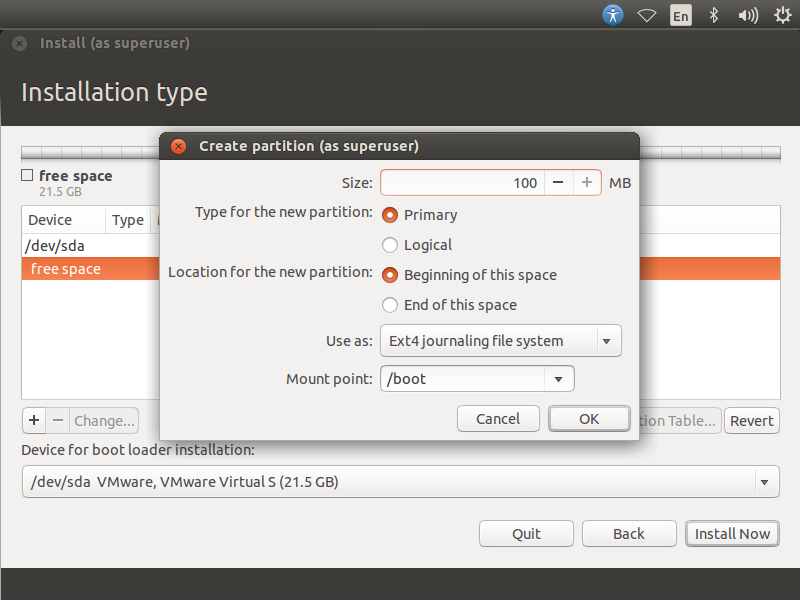 En
Install (as superuser)
Installation type
Create partition (as superuser)
free space
21.5 GB
Size: 100 MB
Type for the new partition: Primary
Logical
Location for the new partition: Beginning of this space
End of this space
Use as: Ext4 journaling file system
Mount point: /boot
Cancel OK
Device Type
/dev/sda
free space
+ − Change... Table... Revert
Device for boot loader installation:
/dev/sda VMware, VMware Virtual S (21.5 GB)
Quit Back Install Now